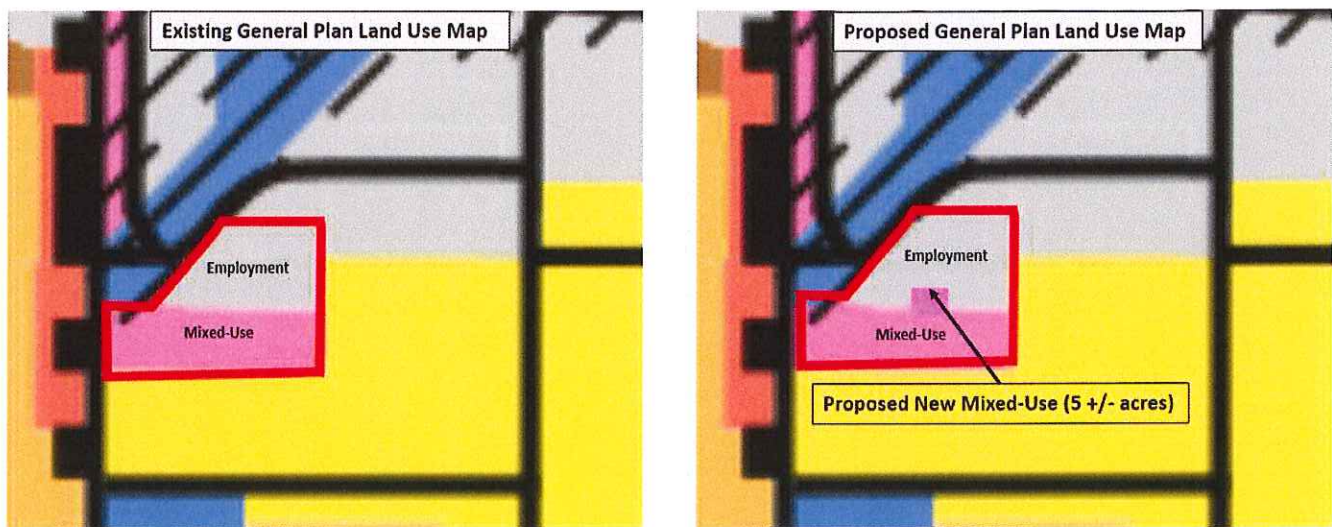 Existing General Plan Land Use Map
Employment
Mixed-Use
Proposed General Plan Land Use Map
Employment
Mixed-Use
Proposed New Mixed-Use (5 +/- acres)